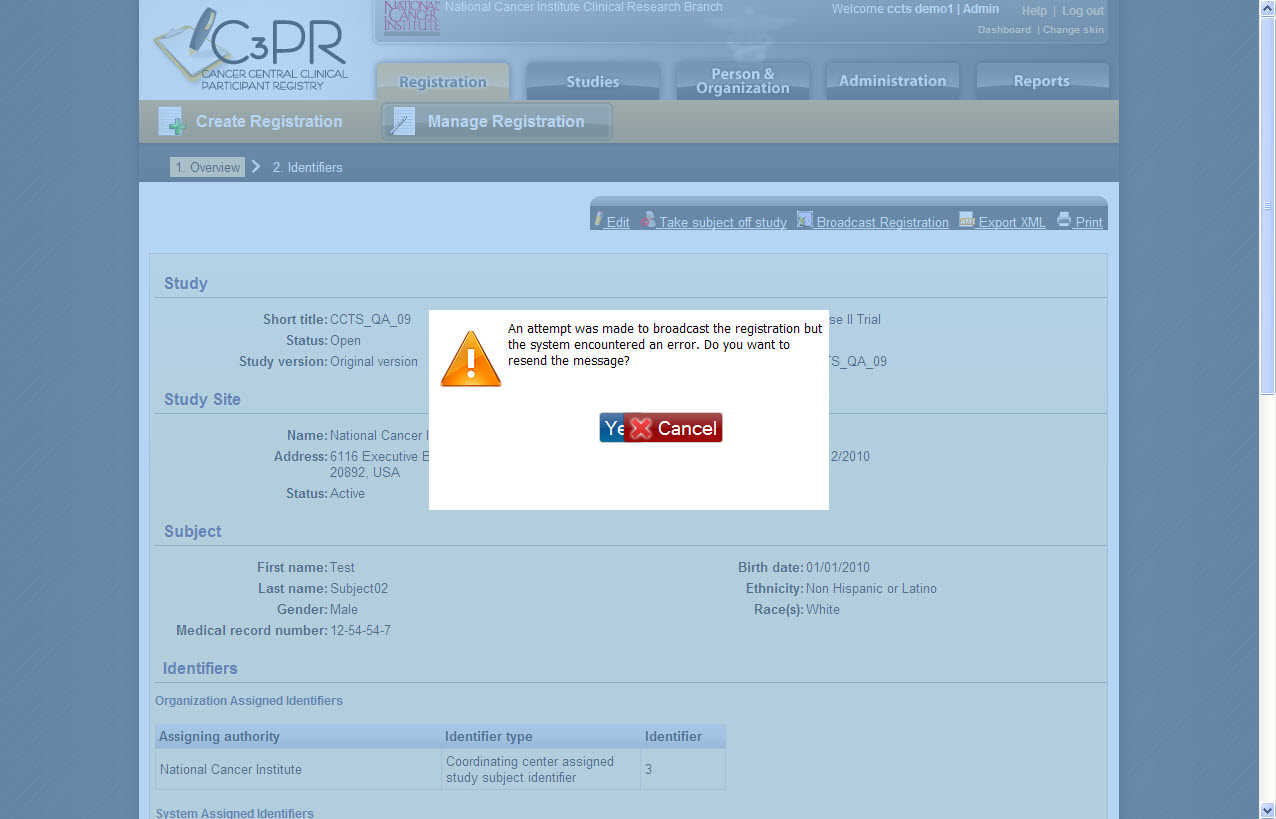 National Cancer Institute Clinical Research Branch
Welcome ccts demo1 | Admin Help | Log out
Dashboard | Change skin
NATIONAL
CANCER
INSTITUTE
C3PR
CANCER CENTRAL CLINICAL
PARTICIPANT REGISTRY
Registration
Studies
Person &
Organization
Administration
Reports
Create Registration
Manage Registration
1. Overview
2. Identifiers
Edit Take subject off study Broadcast Registration Export XML Print
Study
Short title: CCTS_QA_09
se II Trial
Status: Open
Study version: Original version
S_QA_09
An attempt was made to broadcast the registration but
the system encountered an error. Do you want to
resend the message?
Ye
Cancel
Study Site
Name: National Cancer I
Address: 6116 Executive
20892, USA
2/2010
Status: Active
Subject
First name: Test
Birth date: 01/01/2010
Last name: Subject02
Ethnicity: Non Hispanic or Latino
Gender: Male
Race(s): White
Medical record number: 12-54-54-7
Identifiers
Organization Assigned Identifiers
Assigning authority Identifier type Identifier
National Cancer Institute Coordinating center assigned 3
study subject identifier
System Assigned Identifiers